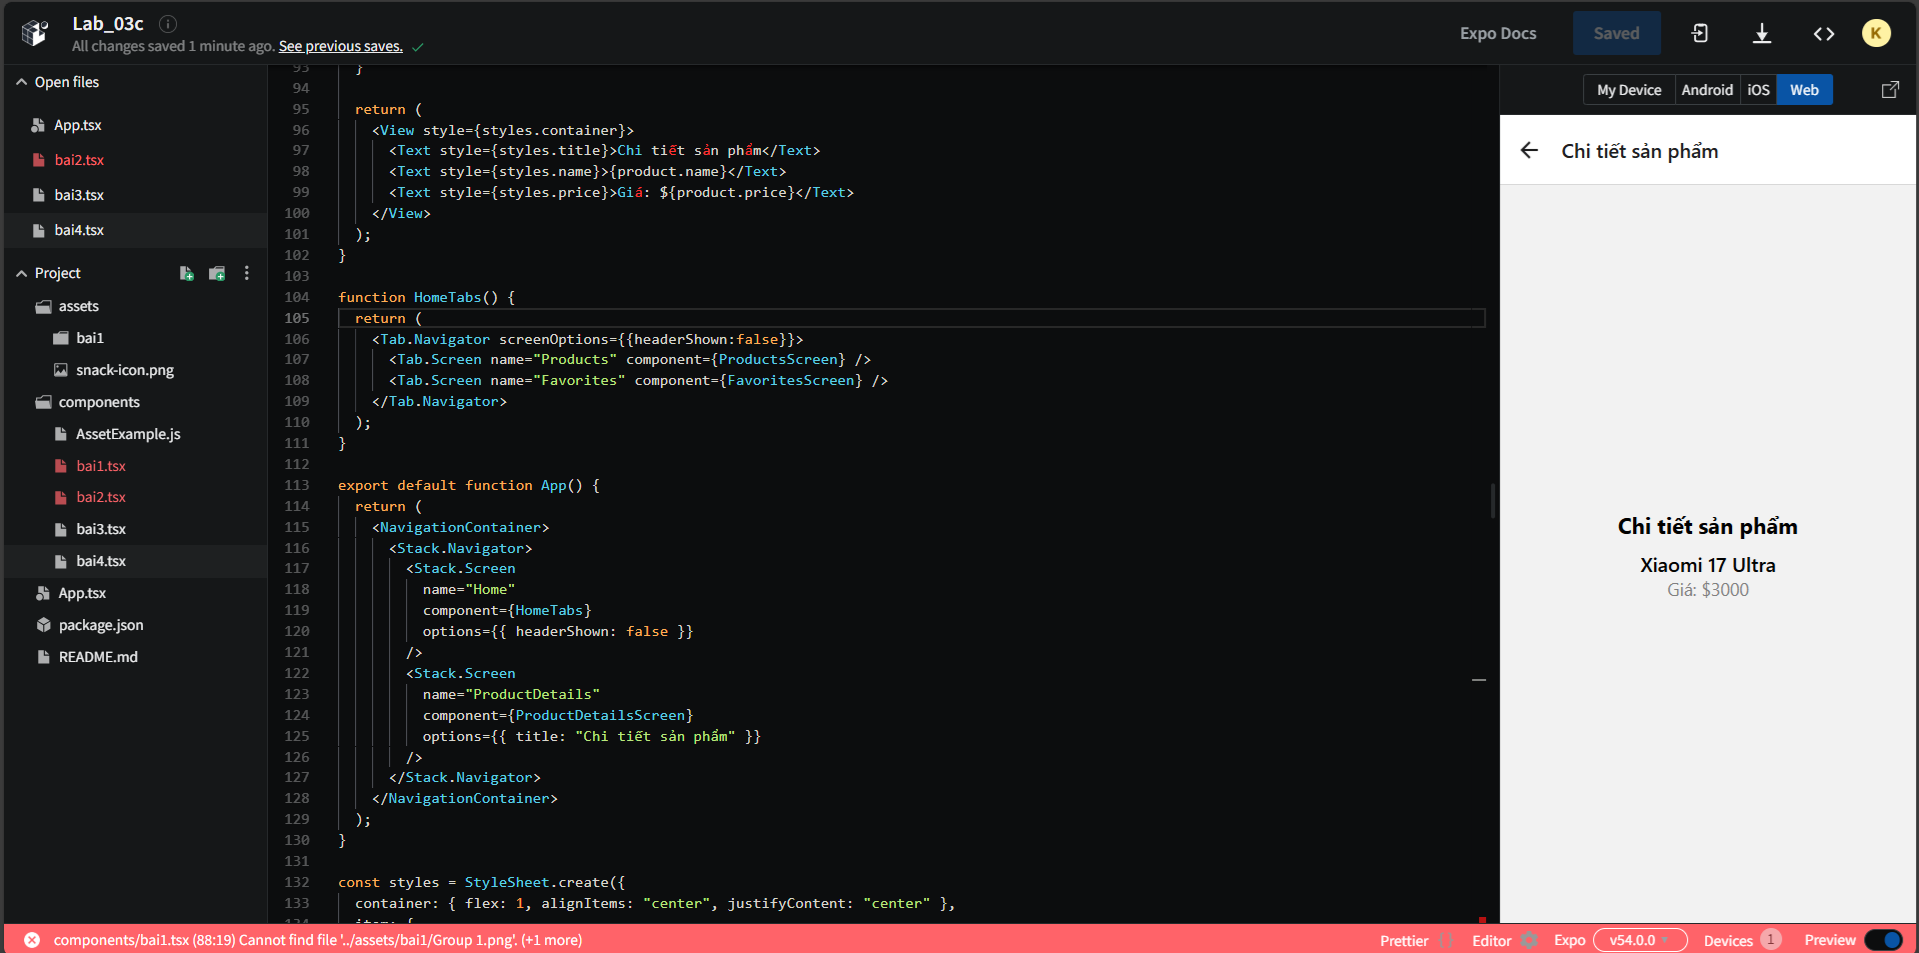 Lab_03c
All changes saved 1 minute ago. See previous saves.
Expo Docs
Saved
K
Open files
App.tsx
bai2.tsx
bai3.tsx
bai4.tsx
Project
assets
bai1
snack-icon.png
components
AssetExample.js
bai1.tsx
bai2.tsx
bai3.tsx
bai4.tsx
App.tsx
package.json
README.md
93 }
94
95 return (
96 <View style={styles.container}>
97 <Text style={styles.title}>Chi tiết sản phẩm</Text>
98 <Text style={styles.name}>{product.name}</Text>
99 <Text style={styles.price}>Giá: ${product.price}</Text>
100 </View>
101 );
102 }
103
104 function HomeTabs() {
105 return (
106 <Tab.Navigator screenOptions={{headerShown:false}}>
107 <Tab.Screen name="Products" component={ProductsScreen} />
108 <Tab.Screen name="Favorites" component={FavoritesScreen} />
109 </Tab.Navigator>
110 );
111 }
112
113 export default function App() {
114 return (
115 <NavigationContainer>
116 <Stack.Navigator>
117 <Stack.Screen
118 name="Home"
119 component={HomeTabs}
120 options={{ headerShown: false }}
121 />
122 <Stack.Screen
123 name="ProductDetails"
124 component={ProductDetailsScreen}
125 options={{ title: "Chi tiết sản phẩm" }}
126 />
127 </Stack.Navigator>
128 </NavigationContainer>
129 );
130 }
131
132 const styles = StyleSheet.create({
133 container: { flex: 1, alignItems: "center", justifyContent: "center" },
134 item: {
My Device Android iOS Web
Chi tiết sản phẩm
Chi tiết sản phẩm
Xiaomi 17 Ultra
Giá: $3000
components/bai1.tsx (88:19) Cannot find file '../assets/bai1/Group 1.png'. (+1 more)
Prettier {} Editor Expo v54.0.0 Devices 1 Preview